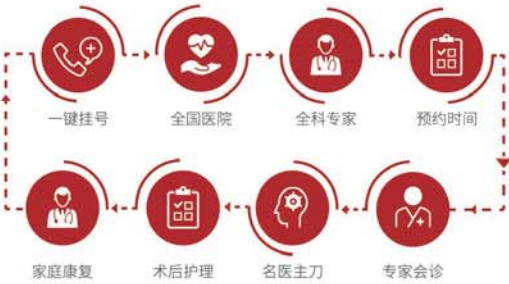 一键挂号
全国医院
全科专家
预约时间
家庭康复
术后护理
名医主刀
专家会诊